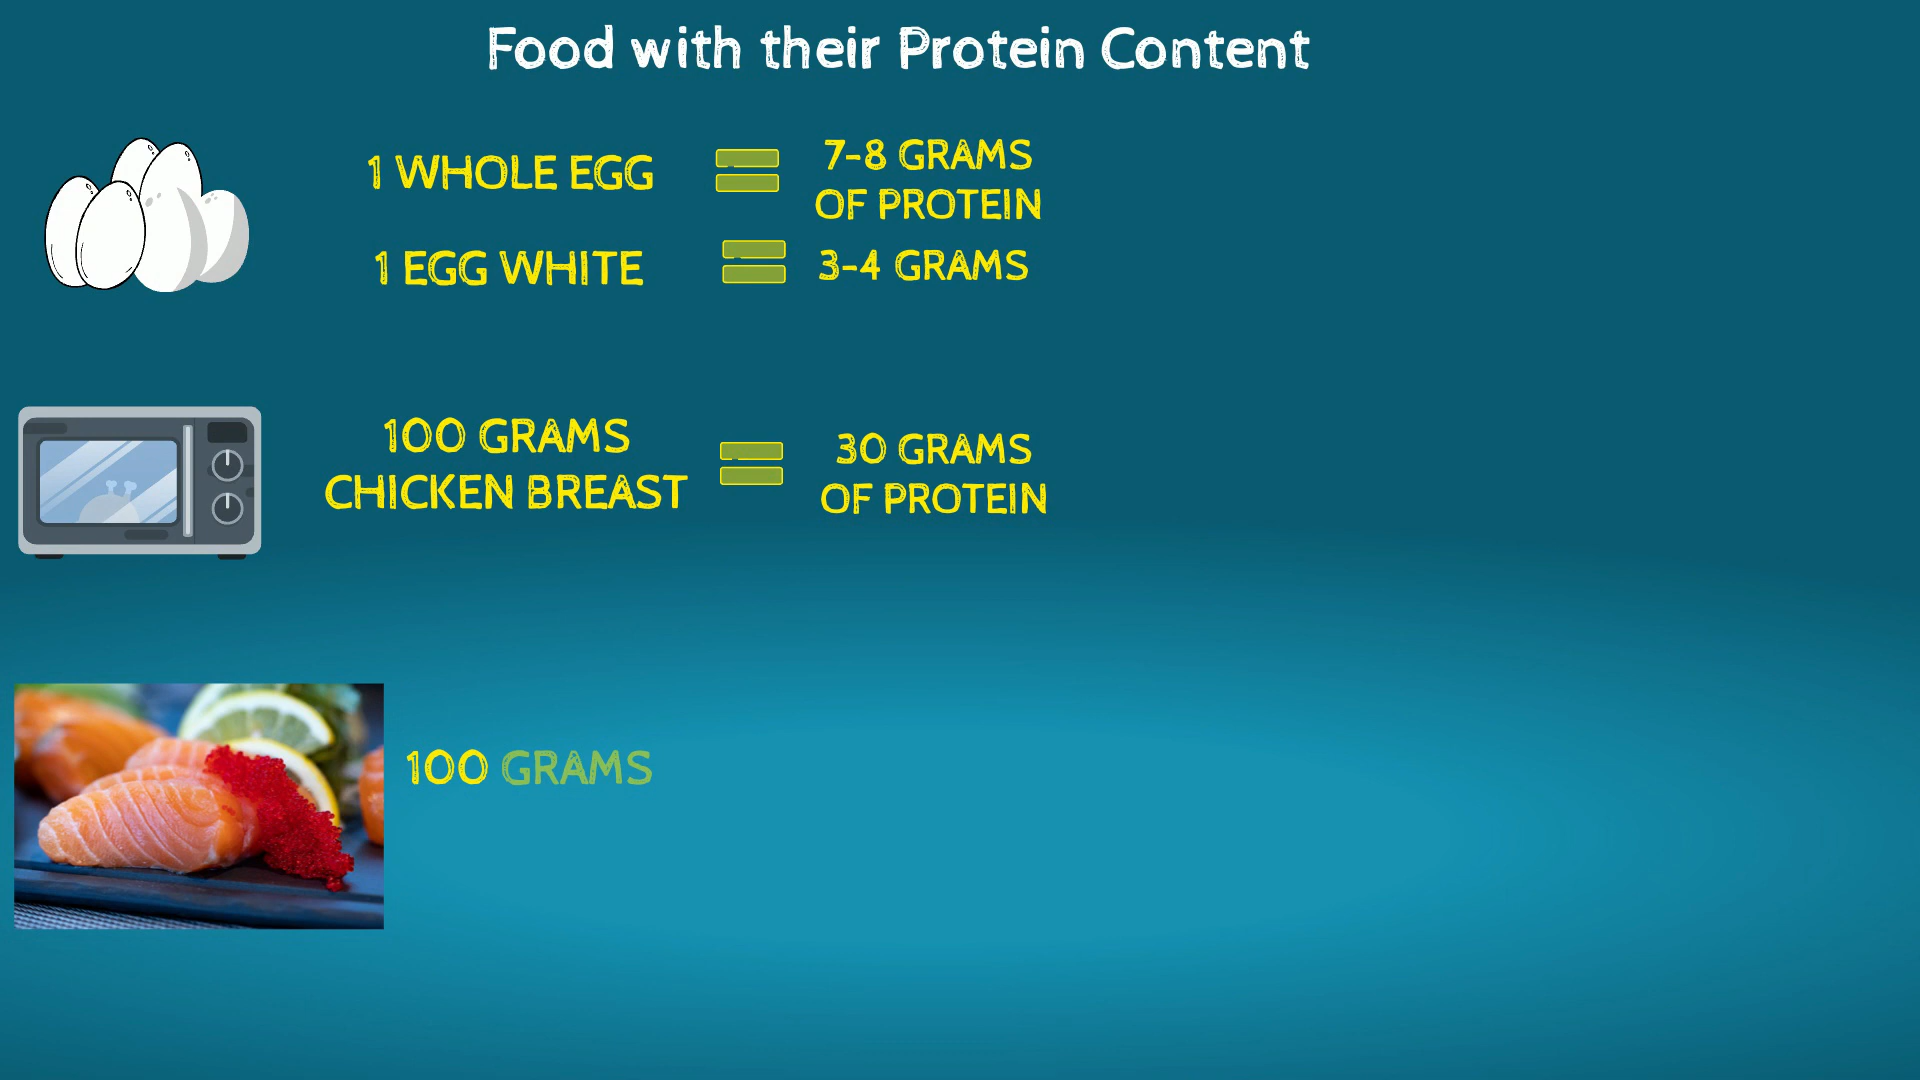 Food with their Protein Content
1 WHOLE EGG = 7-8 GRAMS
OF PROTEIN
1 EGG WHITE = 3-4 GRAMS
100 GRAMS
CHICKEN BREAST = 30 GRAMS
OF PROTEIN
100 GRAMS